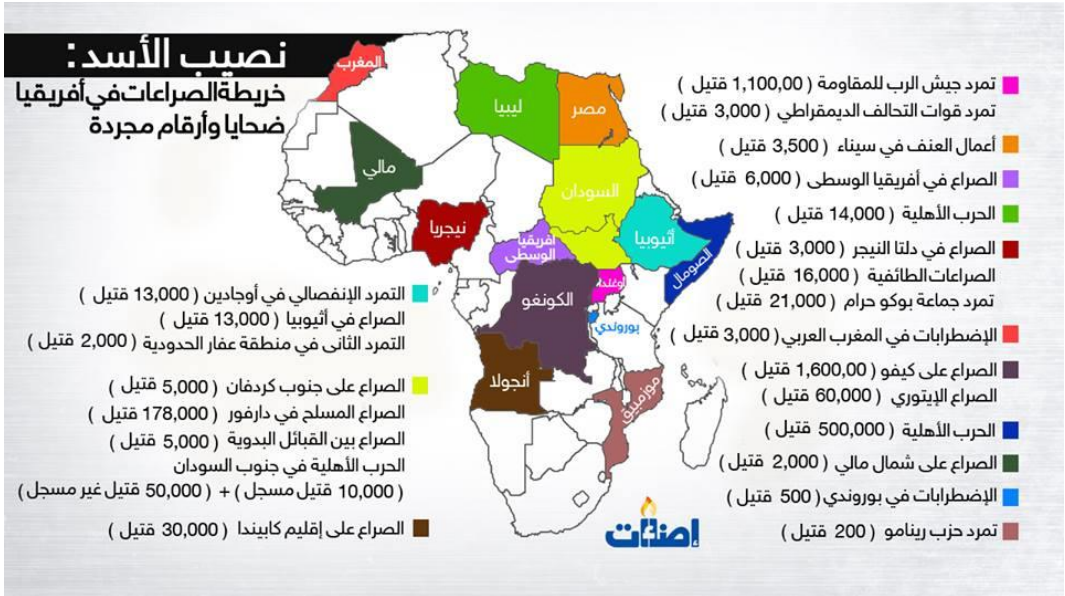 نصيب الأسد:
خريطة الصراعات في أفريقيا
ضحايا وأرقام مجردة
المغرب
ليبيا
مصر
مالي
السودان
نيجريا
أفريقيا
الوسطى
أثيوبيا
الصومال
أوغندا
الكونغو
بوروندي
أنجولا
موزمبيق
تمرد جيش الرب للمقاومة ( 1,100,00 قتيل )
تمرد قوات التحالف الديمقراطي ( 3,000 قتيل )
أعمال العنف في سيناء ( 3,500 قتيل )
الصراع في أفريقيا الوسطى ( 6,000 قتيل )
الحرب الأهلية ( 14,000 قتيل )
الصراع في دلتا النيجر ( 3,000 قتيل )
الصراعات الطائفية ( 16,000 قتيل )
تمرد جماعة بوكو حرام ( 21,000 قتيل )
الإضطرابات في المغرب العربي ( 3,000 قتيل )
الصراع على كيفو ( 1,600,00 قتيل )
الصراع الإيتوري ( 60,000 قتيل )
الحرب الأهلية ( 500,000 قتيل )
الصراع على شمال مالي ( 2,000 قتيل )
الإضطرابات في بوروندي ( 500 قتيل )
تمرد حزب رينامو ( 200 قتيل )
التمرد الإنفصالي في أوجادين ( 13,000 قتيل )
الصراع في أثيوبيا ( 13,000 قتيل )
التمرد الثانى في منطقة عفار الحدودية ( 2,000 قتيل )
الصراع على جنوب كردفان ( 5,000 قتيل )
الصراع المسلح في دارفور ( 178,000 قتيل )
الصراع بين القبائل البدوية ( 5,000 قتيل )
الحرب الأهلية في جنوب السودان
( 10,000 قتيل مسجل ) + ( 50,000 قتيل غير مسجل )
الصراع على إقليم كابيندا ( 30,000 قتيل )
إضاءات